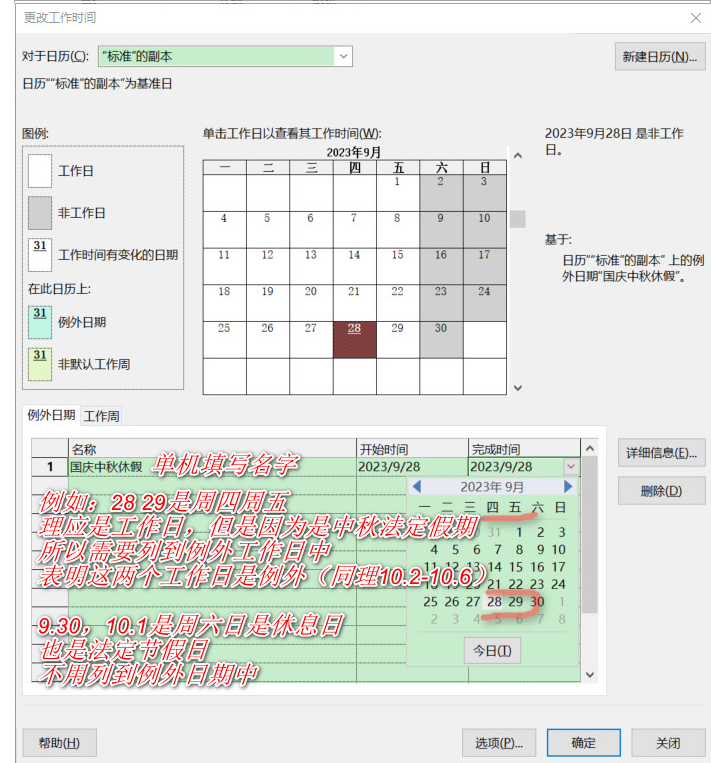 更改工作时间
对于日历(C): “标准”的副本
新建日历(N)...
日历“"标准"的副本”为基准日
图例:
工作日
非工作日
31 工作时间有变化的日期
在此日历上:
31 例外日期
31 非默认工作周
单击工作日以查看其工作时间(W):
2023年9月
一 二 三 四 五 六 日
1 2 3
4 5 6 7 8 9 10
11 12 13 14 15 16 17
18 19 20 21 22 23 24
25 26 27 28 29 30
2023年9月28日 是非工作
日。
基于:
日历“"标准"的副本” 上的例
外日期"国庆中秋休假"。
例外日期 工作周
名称 开始时间 完成时间
1 国庆中秋休假 2023/9/28 2023/9/28
单机填写名字
例如：28 29是周四周五
理应是工作日，但是因为是中秋法定假期
所以需要列到例外工作日中
表明这两个工作日是例外（同理10.2-10.6）
9.30，10.1是周六日是休息日
也是法定节假日
不用列到例外日期中
2023年 9月
一 二 三 四 五 六 日
31 1 2 3
4 5 6 7 8 9 10
11 12 13 14 15 16 17
18 19 20 21 22 23 24
25 26 27 28 29 30 1
2 3 4 5 6 7 8
今日(T)
详细信息(E)...
删除(D)
帮助(H)
选项(P)...
确定
关闭